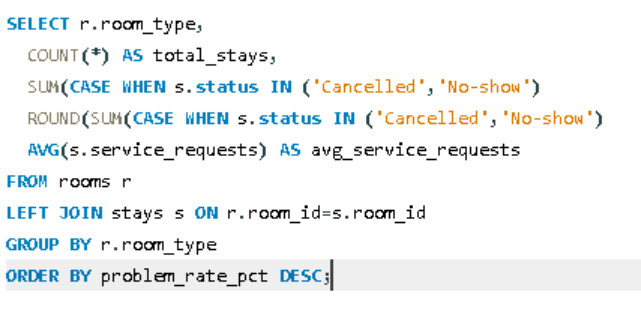 SELECT r.room_type,
COUNT(*) AS total_stays,
SUM(CASE WHEN s.status IN ('Cancelled','No-show')
ROUND(SUM(CASE WHEN s.status IN ('Cancelled','No-show')
AVG(s.service_requests) AS avg_service_requests
FROM rooms r
LEFT JOIN stays s ON r.room_id=s.room_id
GROUP BY r.room_type
ORDER BY problem_rate_pct DESC;